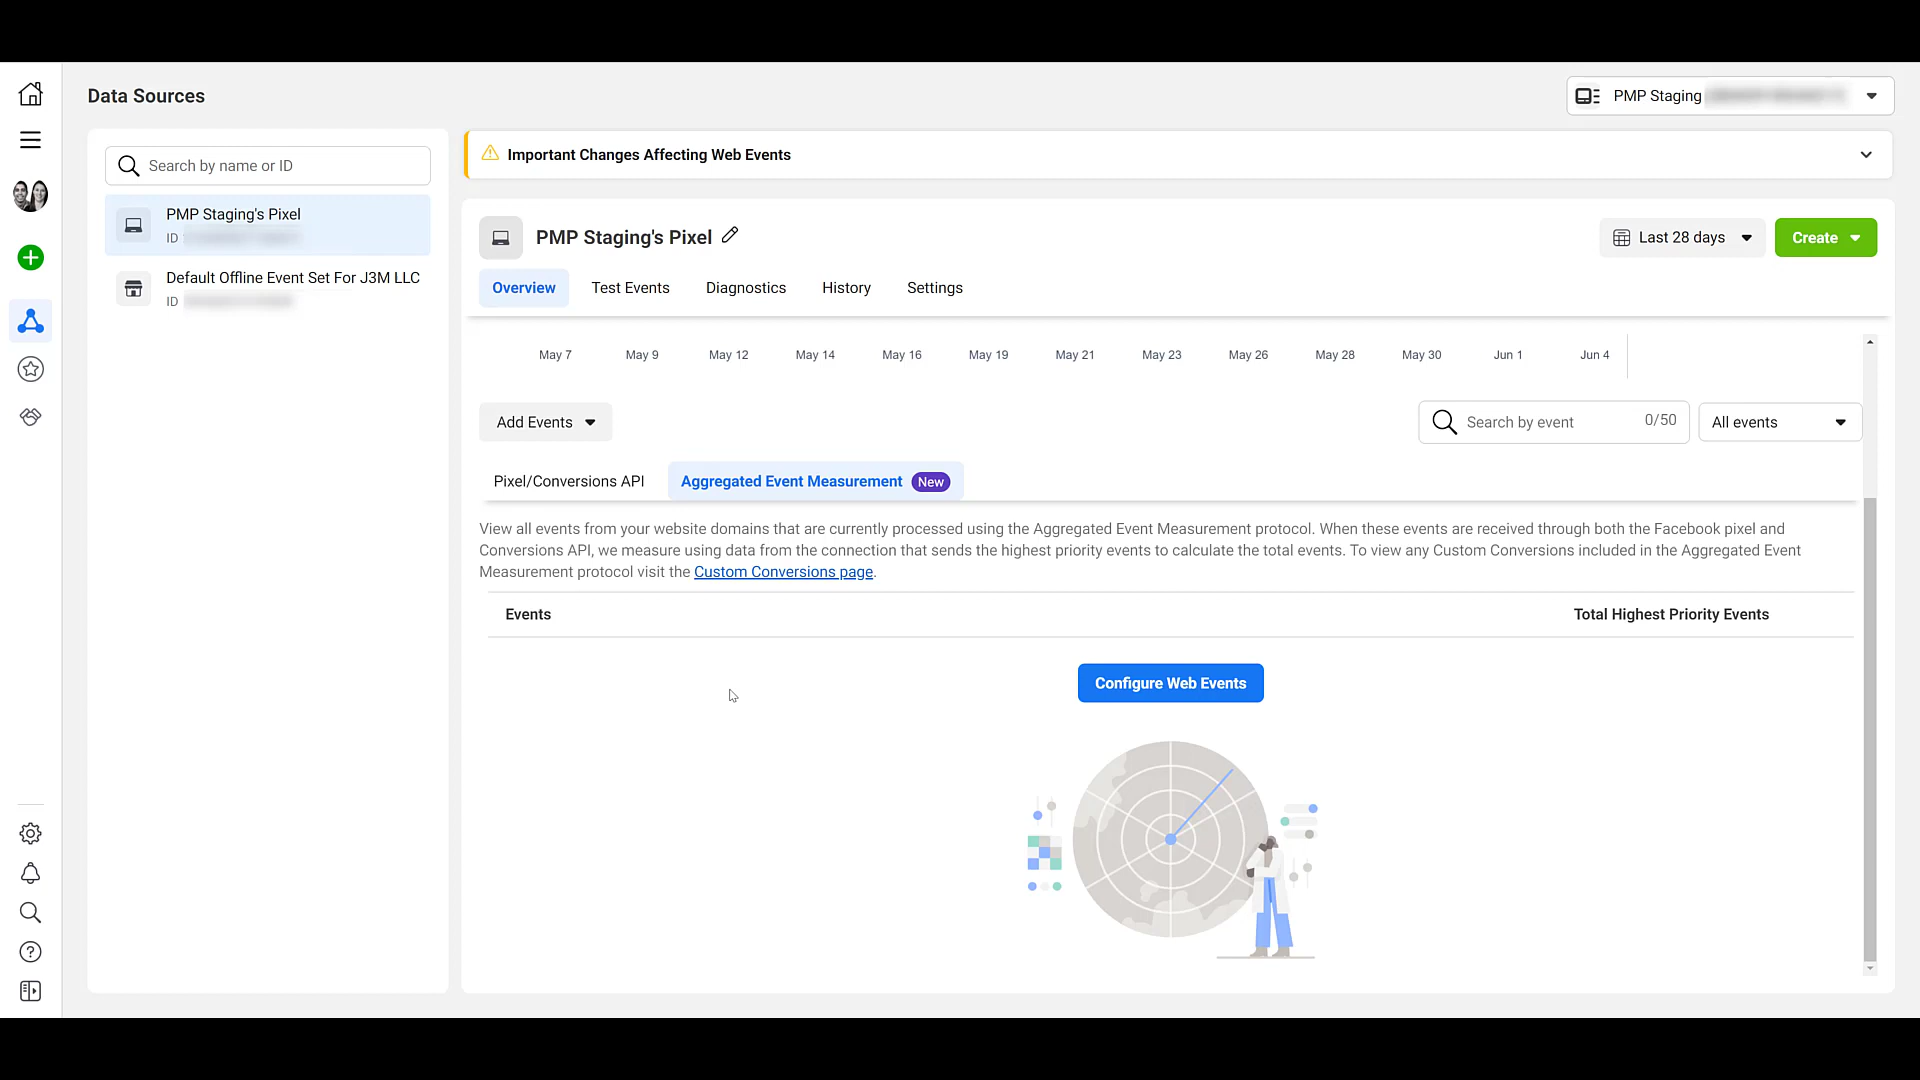 Data Sources
PMP Staging
Search by name or ID
PMP Staging's Pixel
ID
Default Offline Event Set For J3M LLC
ID
Important Changes Affecting Web Events
PMP Staging's Pixel
Last 28 days
Create
Overview
Test Events
Diagnostics
History
Settings
May 7
May 9
May 12
May 14
May 16
May 19
May 21
May 23
May 26
May 28
May 30
Jun 1
Jun 4
Add Events
Search by event
0/50
All events
Pixel/Conversions API
Aggregated Event Measurement
New
View all events from your website domains that are currently processed using the Aggregated Event Measurement protocol. When these events are received through both the Facebook pixel and
Conversions API, we measure using data from the connection that sends the highest priority events to calculate the total events. To view any Custom Conversions included in the Aggregated Event
Measurement protocol visit the Custom Conversions page.
Events
Total Highest Priority Events
Configure Web Events